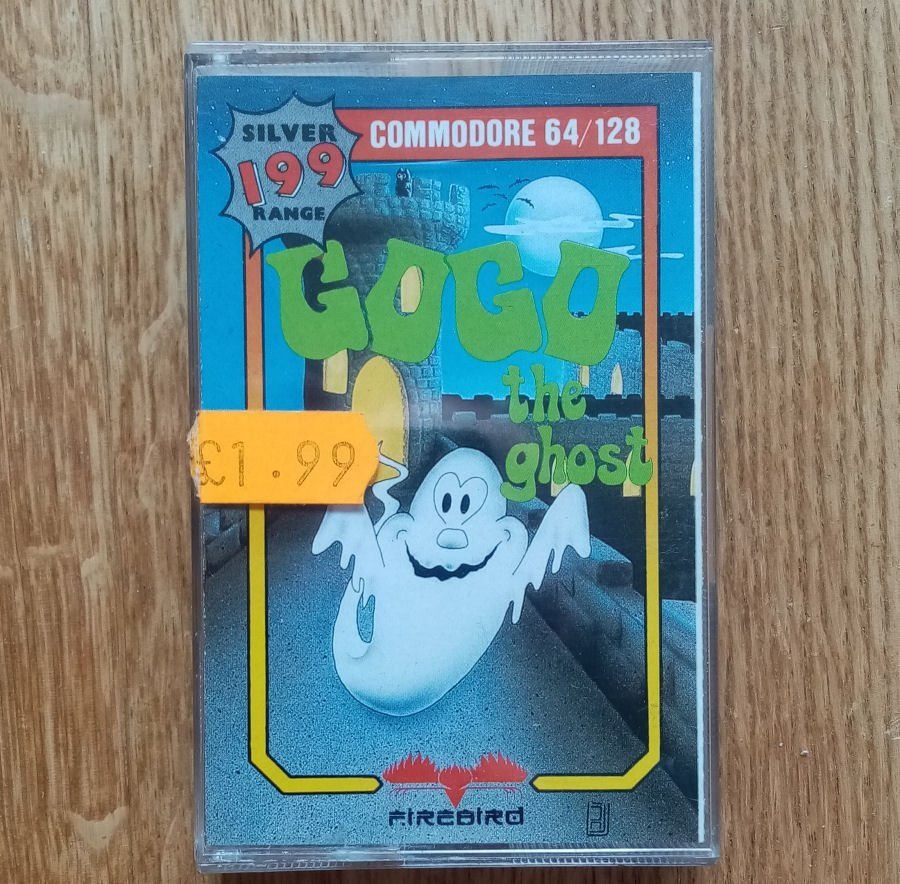 SILVER
199
RANGE
COMMODORE 64/128
GOGO
the
ghost
£1.99
FIREBIRD